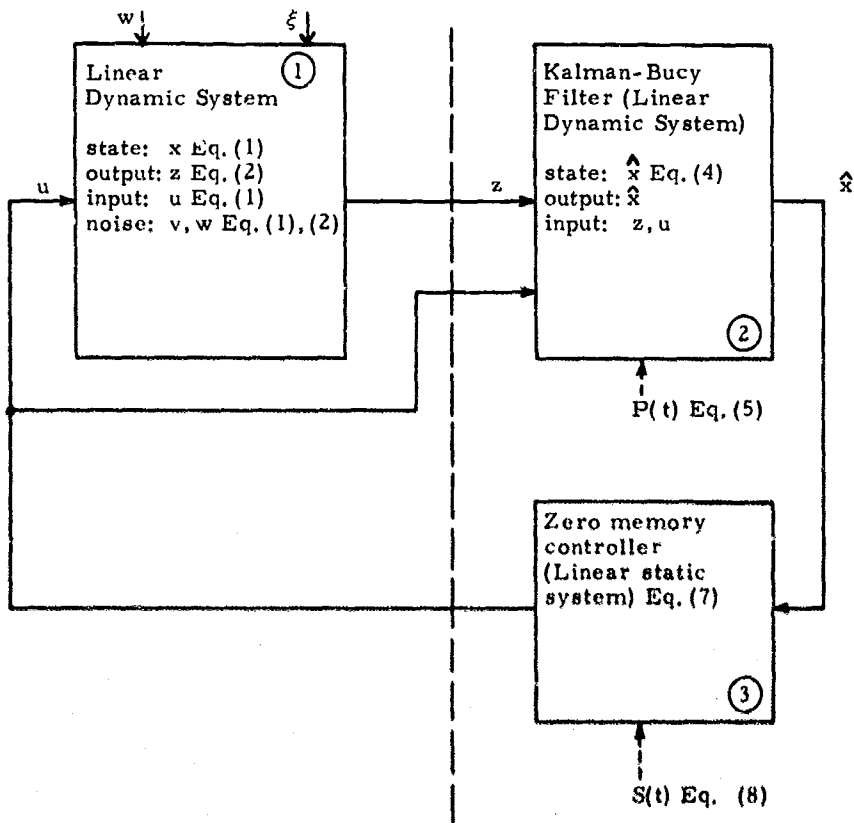 w
ξ
1
Linear
Dynamic System
state: x Eq. (1)
output: z Eq. (2)
input: u Eq. (1)
noise: v, w Eq. (1), (2)
u
z
Kalman-Bucy
Filter (Linear
Dynamic System)
state: x̂ Eq. (4)
output: x̂
input: z, u
2
x̂
P(t) Eq. (5)
Zero memory
controller
(Linear static
system) Eq. (7)
3
S(t) Eq. (8)